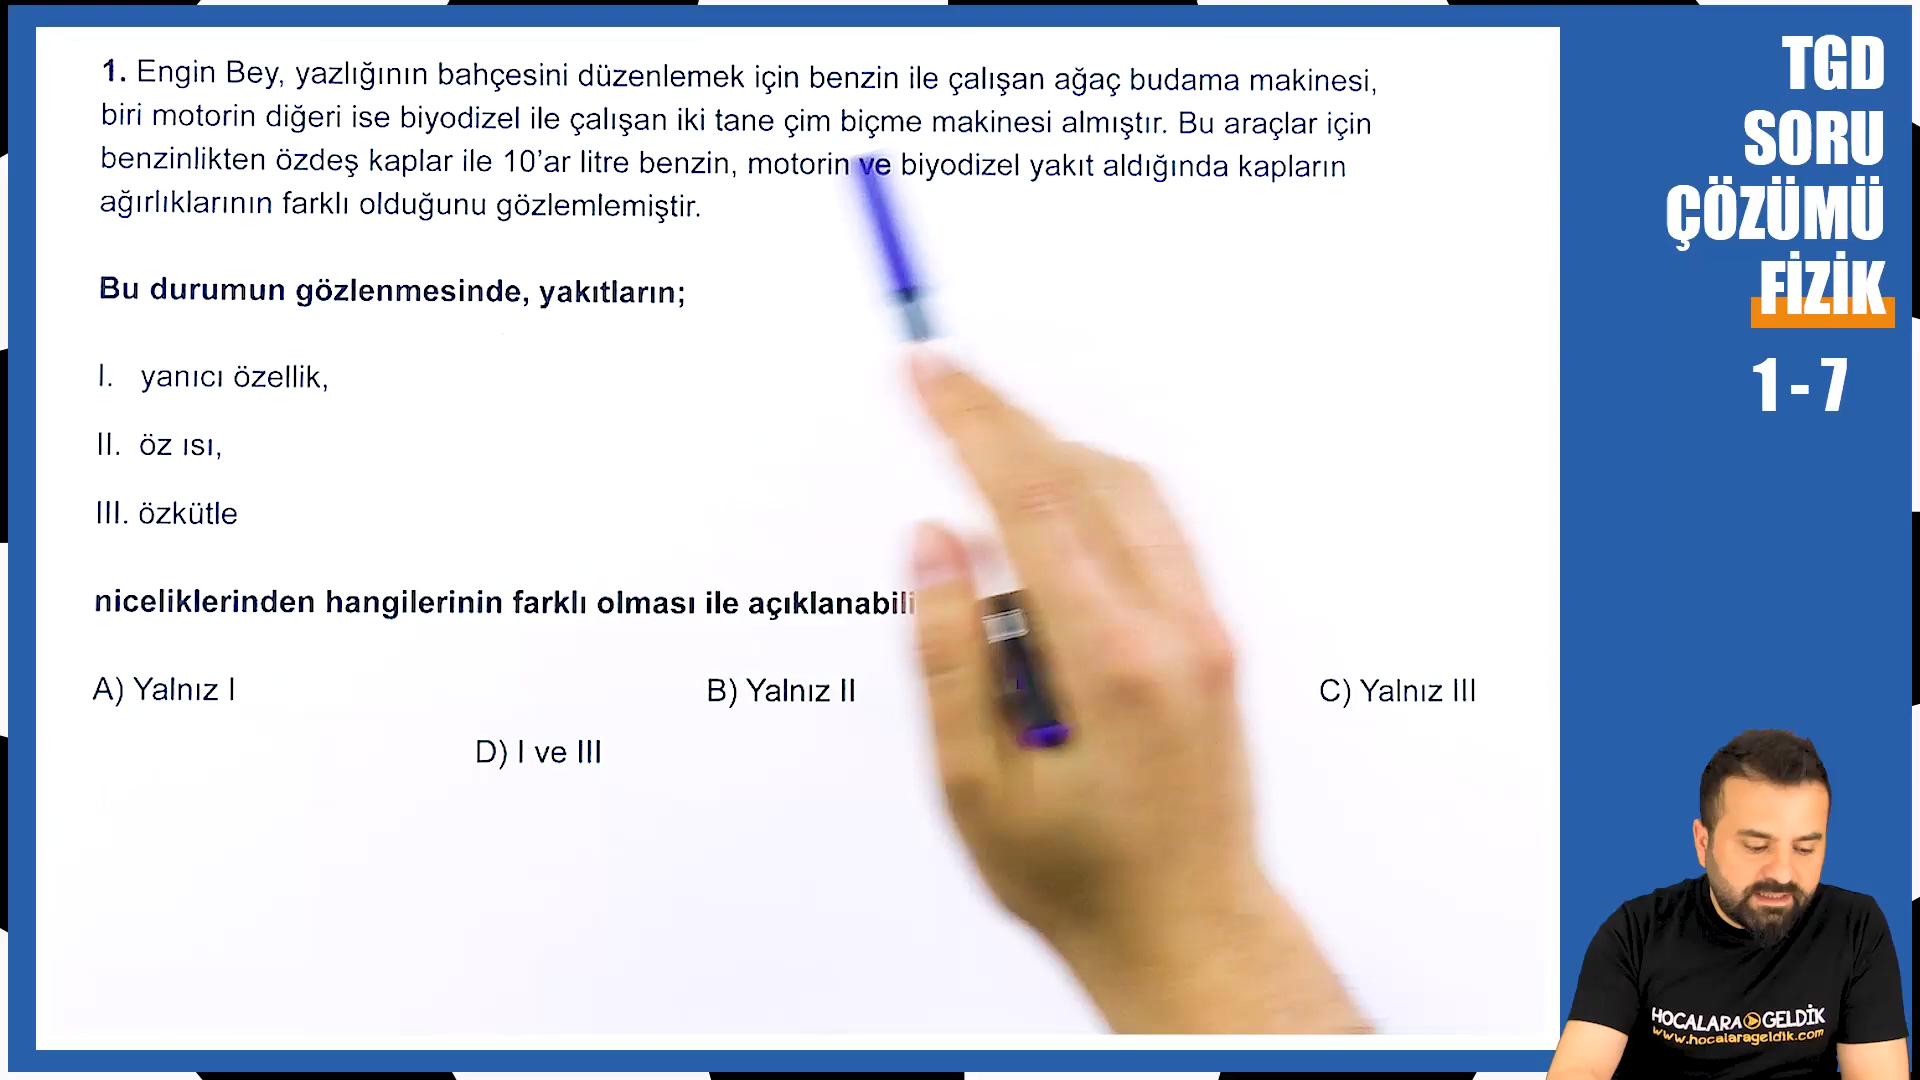 1. Engin Bey, yazlığının bahçesini düzenlemek için benzin ile çalışan ağaç budama makinesi,
biri motorin diğeri ise biyodizel ile çalışan iki tane çim biçme makinesi almıştır. Bu araçlar için
benzinlikten özdeş kaplar ile 10’ar litre benzin, motorin ve biyodizel yakıt aldığında kapların
ağırlıklarının farklı olduğunu gözlemlemiştir.
Bu durumun gözlenmesinde, yakıtların;
I. yanıcı özellik,
II. öz ısı,
III. özkütle
niceliklerinden hangilerinin farklı olması ile
A) Yalnız I
B) Yalnız II
C) Yalnız III
D) I ve III
TGD
SORU
ÇÖZÜMÜ
FİZİK
1 - 7
HOCALARA GELDİK
www.hocalarageldik.com